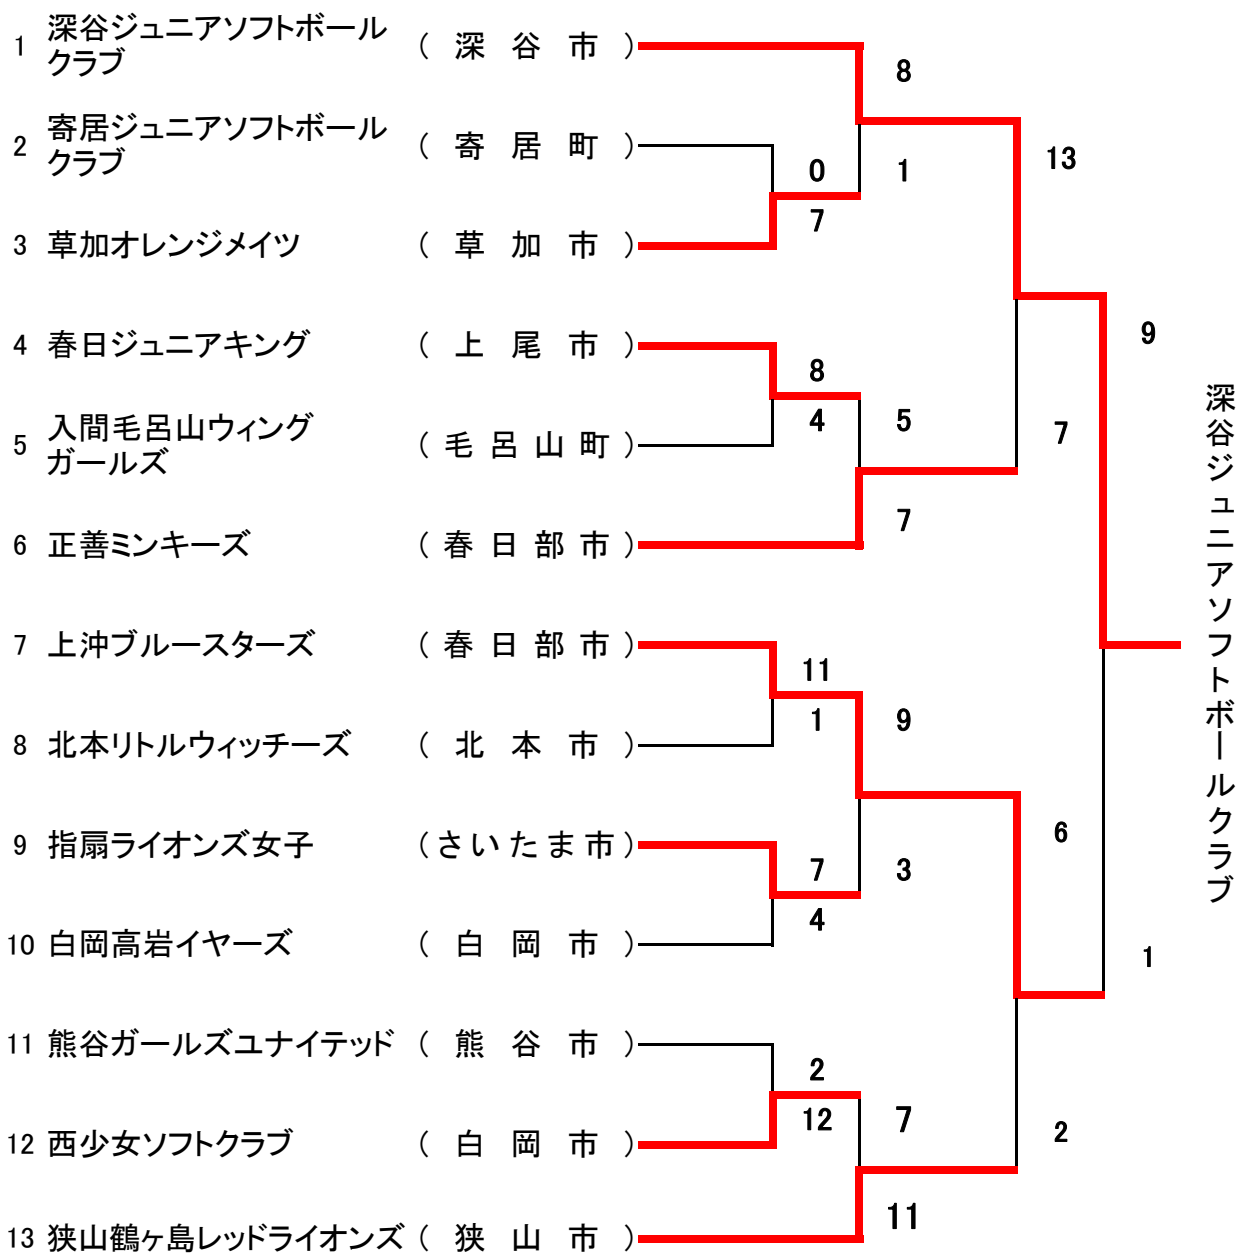 1 深谷ジュニアソフトボール
クラブ (深谷市)
8
2 寄居ジュニアソフトボール
クラブ (寄居町)
0
1
13
7
3 草加オレンジメイツ (草加市)
4 春日ジュニアキング (上尾市)
8
9
5 入間毛呂山ウィング
ガールズ (毛呂山町)
4
5
7
6 正善ミンキーズ (春日部市)
7
7 上沖ブルースターズ (春日部市)
11
1
9
8 北本リトルウィッチーズ (北本市)
9 指扇ライオンズ女子 (さいたま市)
7
3
6
4
10 白岡高岩イヤーズ (白岡市)
1
11 熊谷ガールズユナイテッド (熊谷市)
2
12
7
2
12 西少女ソフトクラブ (白岡市)
11
13 狭山鶴ヶ島レッドライオンズ (狭山市)
深谷ジュニアソフトボールクラブ